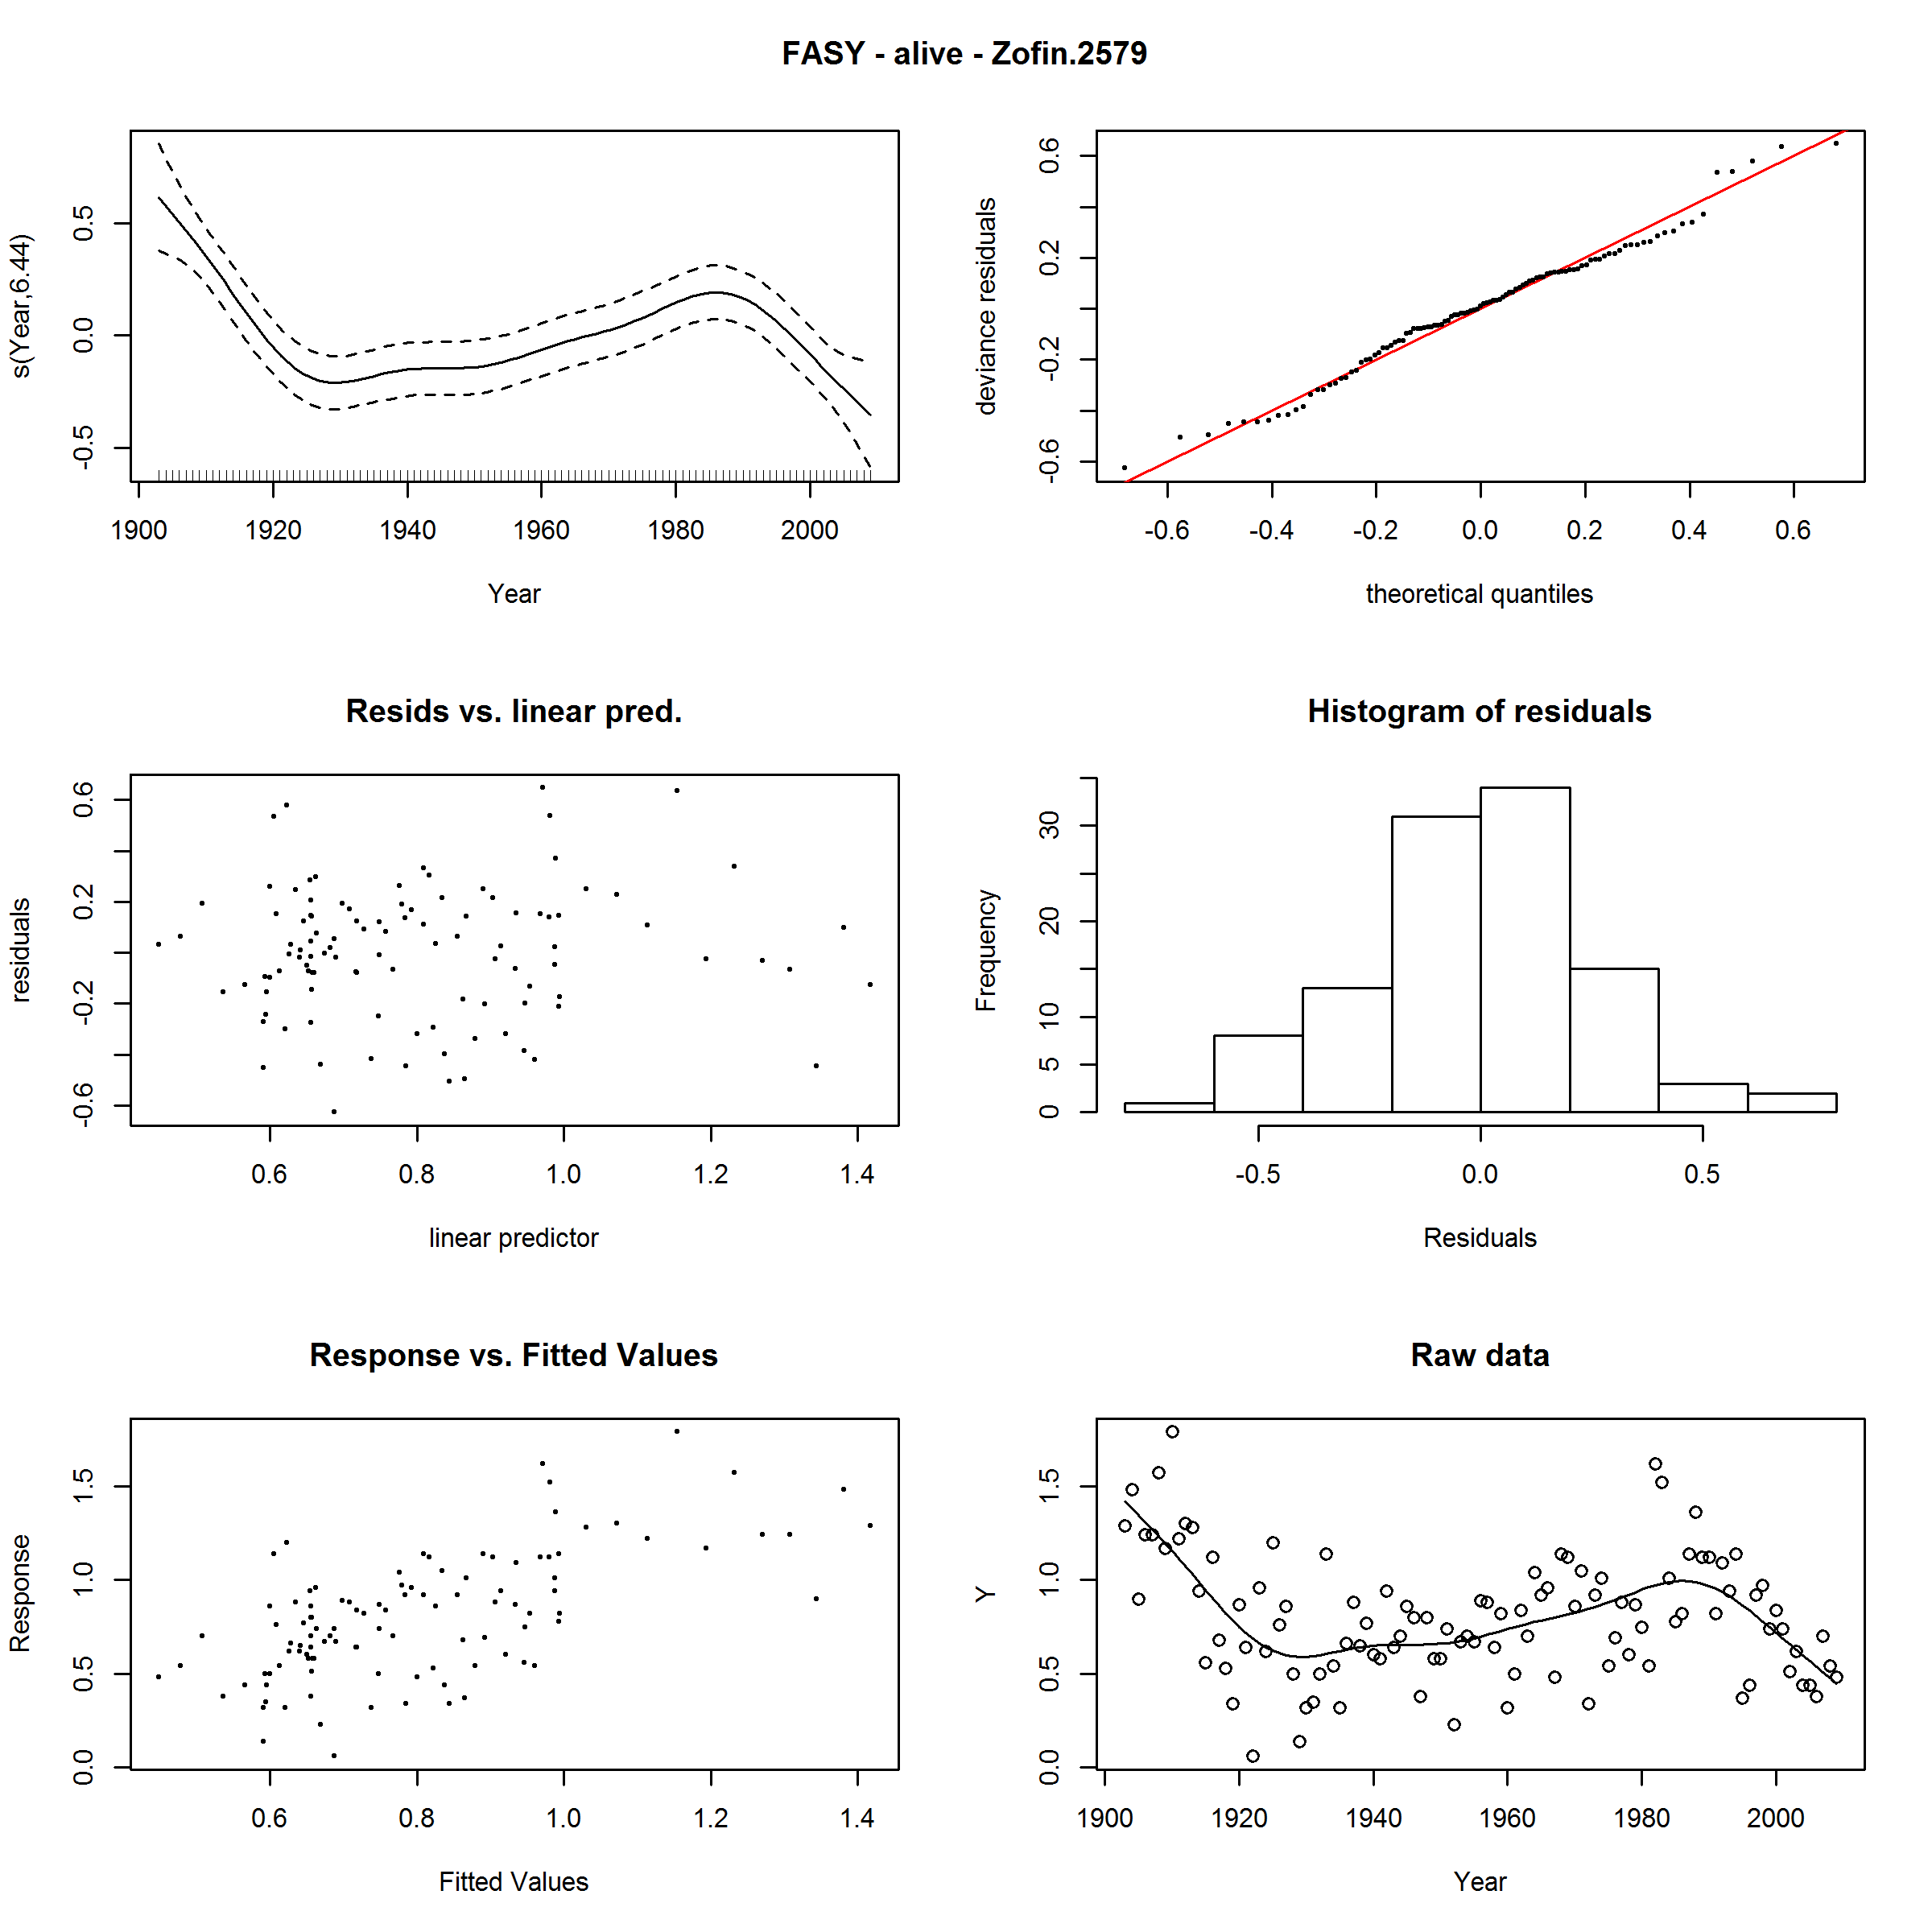 FASY - alive - Zofin.2579
s(Year,6.44)
-0.5 0.0 0.5
1900 1920 1940 1960 1980 2000
Year
deviance residuals
-0.6 -0.2 0.2 0.6
-0.6 -0.4 -0.2 0.0 0.2 0.4 0.6
theoretical quantiles
Resids vs. linear pred.
residuals
-0.6 -0.2 0.2 0.6
0.6 0.8 1.0 1.2 1.4
linear predictor
Histogram of residuals
Frequency
0 5 10 20 30
-0.5 0.0 0.5
Residuals
Response vs. Fitted Values
Response
0.0 0.5 1.0 1.5
0.6 0.8 1.0 1.2 1.4
Fitted Values
Raw data
Y
0.0 0.5 1.0 1.5
1900 1920 1940 1960 1980 2000
Year